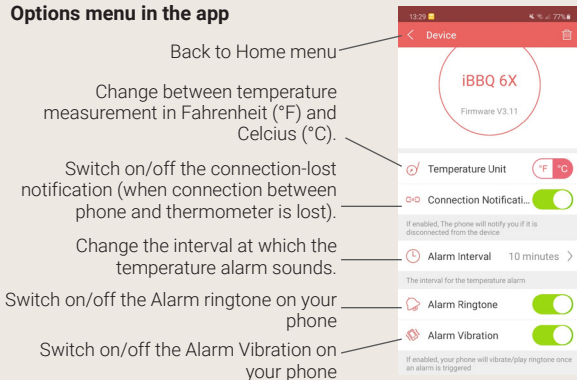 Options menu in the app
Back to Home menu
Change between temperature
measurement in Fahrenheit (°F) and
Celcius (°C).
Switch on/off the connection-lost
notification (when connection between
phone and thermometer is lost).
Change the interval at which the
temperature alarm sounds.
Switch on/off the Alarm ringtone on your
phone
Switch on/off the Alarm Vibration on
your phone
13:29
77%
Device
iBBQ 6X
Firmware V3.11
Temperature Unit
°F °C
Connection Notificati...
If enabled, The phone will notify you if it is
disconnected from the device
Alarm Interval 10 minutes
The interval for the temperature alarm
Alarm Ringtone
Alarm Vibration
If enabled, your phone will vibrate/play ringtone once
an alarm is triggered